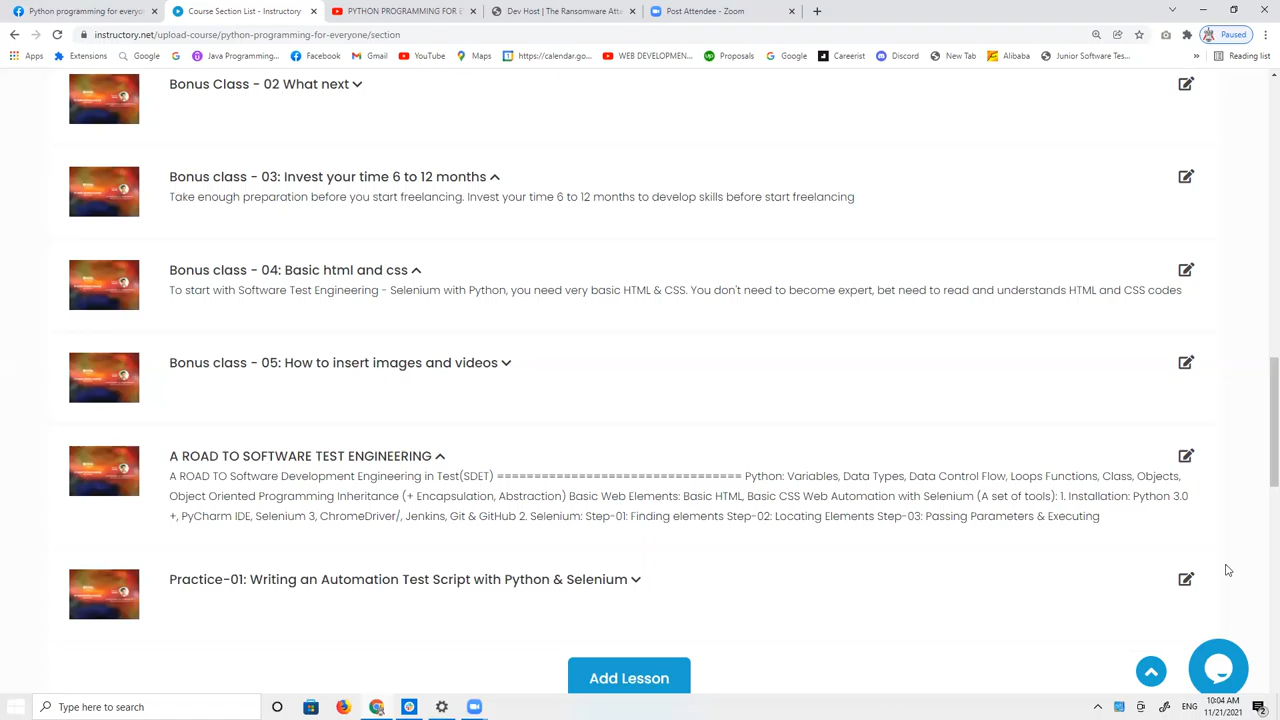 Python programming for everyo
Course Section List - Instructory
PYTHON PROGRAMMING FOR E
Dev Host | The Ransomware Att
Post Attendee - Zoom
instructory.net/upload-course/python-programming-for-everyone/section
Paused
Apps
Extensions
Google
Java Programming...
Facebook
Gmail
YouTube
Maps
https://calendar.go...
WEB DEVELOPMEN...
Proposals
Google
Careerist
Discord
New Tab
Alibaba
Junior Software Tes...
»
Reading list
Bonus Class - 02 What next
Bonus class - 03: Invest your time 6 to 12 months
Take enough preparation before you start freelancing. Invest your time 6 to 12 months to develop skills before start freelancing
Bonus class - 04: Basic html and css
To start with Software Test Engineering - Selenium with Python, you need very basic HTML & CSS. You don't need to become expert, bet need to read and understands HTML and CSS codes
Bonus class - 05: How to insert images and videos
A ROAD TO SOFTWARE TEST ENGINEERING
A ROAD TO Software Development Engineering in Test(SDET) ================================= Python: Variables, Data Types, Data Control Flow, Loops Functions, Class, Objects,
Object Oriented Programming Inheritance (+ Encapsulation, Abstraction) Basic Web Elements: Basic HTML, Basic CSS Web Automation with Selenium (A set of tools): 1. Installation: Python 3.0
+, PyCharm IDE, Selenium 3, ChromeDriver/, Jenkins, Git & GitHub 2. Selenium: Step-01: Finding elements Step-02: Locating Elements Step-03: Passing Parameters & Executing
Practice-01: Writing an Automation Test Script with Python & Selenium
Add Lesson
Type here to search
ENG
10:04 AM
11/21/2021
2